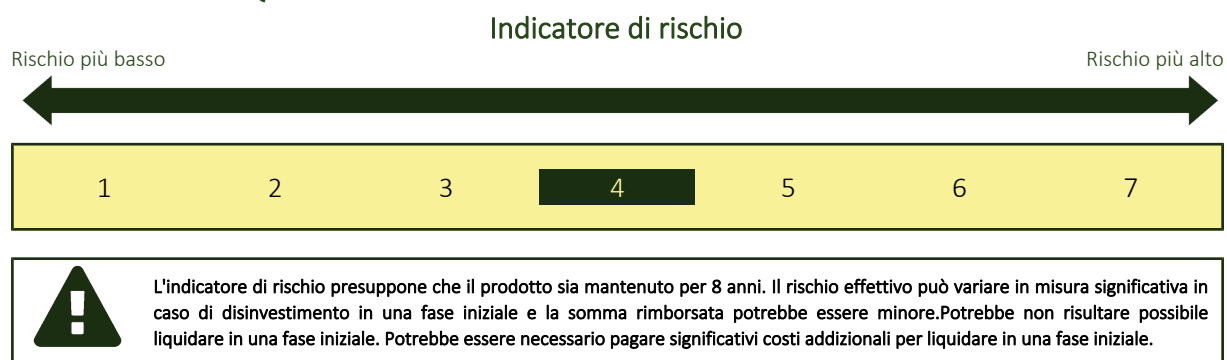 Indicatore di rischio
Rischio più basso
Rischio più alto
1 2 3 4 5 6 7
L'indicatore di rischio presuppone che il prodotto sia mantenuto per 8 anni. Il rischio effettivo può variare in misura significativa in
caso di disinvestimento in una fase iniziale e la somma rimborsata potrebbe essere minore.Potrebbe non risultare possibile
liquidare in una fase iniziale. Potrebbe essere necessario pagare significativi costi addizionali per liquidare in una fase iniziale.